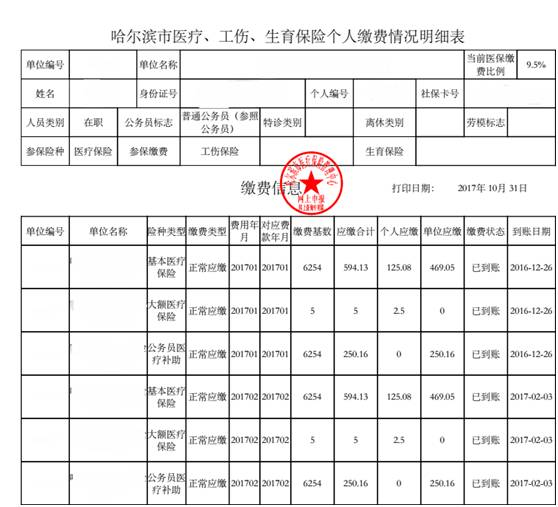 哈尔滨市医疗、工伤、生育保险个人缴费情况明细表
单位编号 单位名称 当前医保缴费比例 9.5%
姓名 身份证号 个人编号 社保卡号
人员类别 在职 公务员标志 普通公务员（参照公务员） 特诊类别 离休类别 劳模标志
参保险种 医疗保险 参保缴费 工伤保险 生育保险
缴费信息 打印日期： 2017年10月31日
网上申报
单位编号 单位名称 险种类型 缴费类型 费用年月 对应费款年月 缴费基数 应缴合计 个人应缴 单位应缴 缴费状态 到账日期
基本医疗保险 正常应缴 201701 201701 6254 594.13 125.08 469.05 已到账 2016-12-26
大额医疗保险 正常应缴 201701 201701 5 5 2.5 0 已到账 2016-12-26
公务员医疗补助 正常应缴 201701 201701 6254 250.16 0 250.16 已到账 2016-12-26
基本医疗保险 正常应缴 201702 201702 6254 594.13 125.08 469.05 已到账 2017-02-03
大额医疗保险 正常应缴 201702 201702 5 5 2.5 0 已到账 2017-02-03
公务员医疗补助 正常应缴 201702 201702 6254 250.16 0 250.16 已到账 2017-02-03